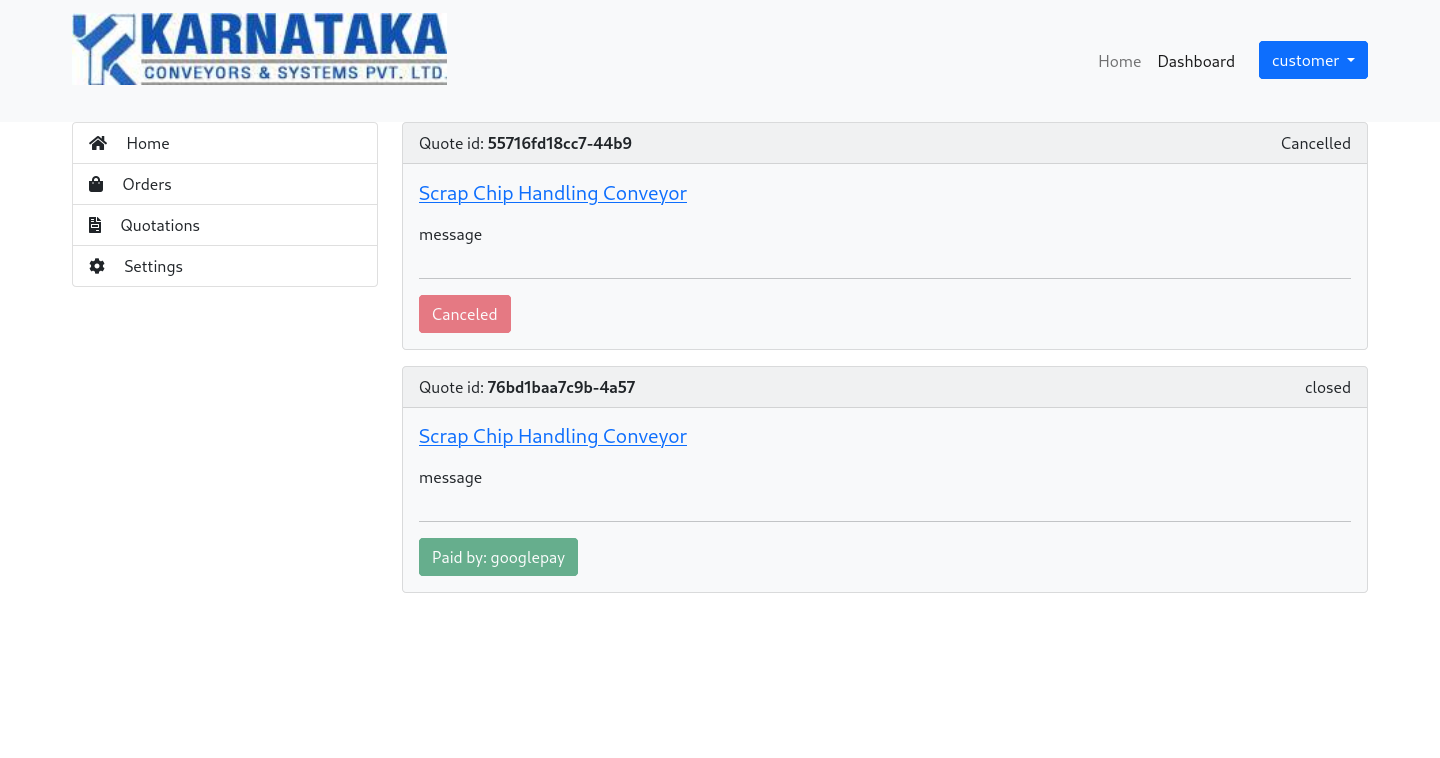 KARNATAKA
CONVEYORS & SYSTEMS PVT. LTD.
Home Dashboard customer
Home
Orders
Quotations
Settings
Quote id: 55716fd18cc7-44b9 Cancelled
Scrap Chip Handling Conveyor
message
Canceled
Quote id: 76bd1baa7c9b-4a57 closed
Scrap Chip Handling Conveyor
message
Paid by: googlepay